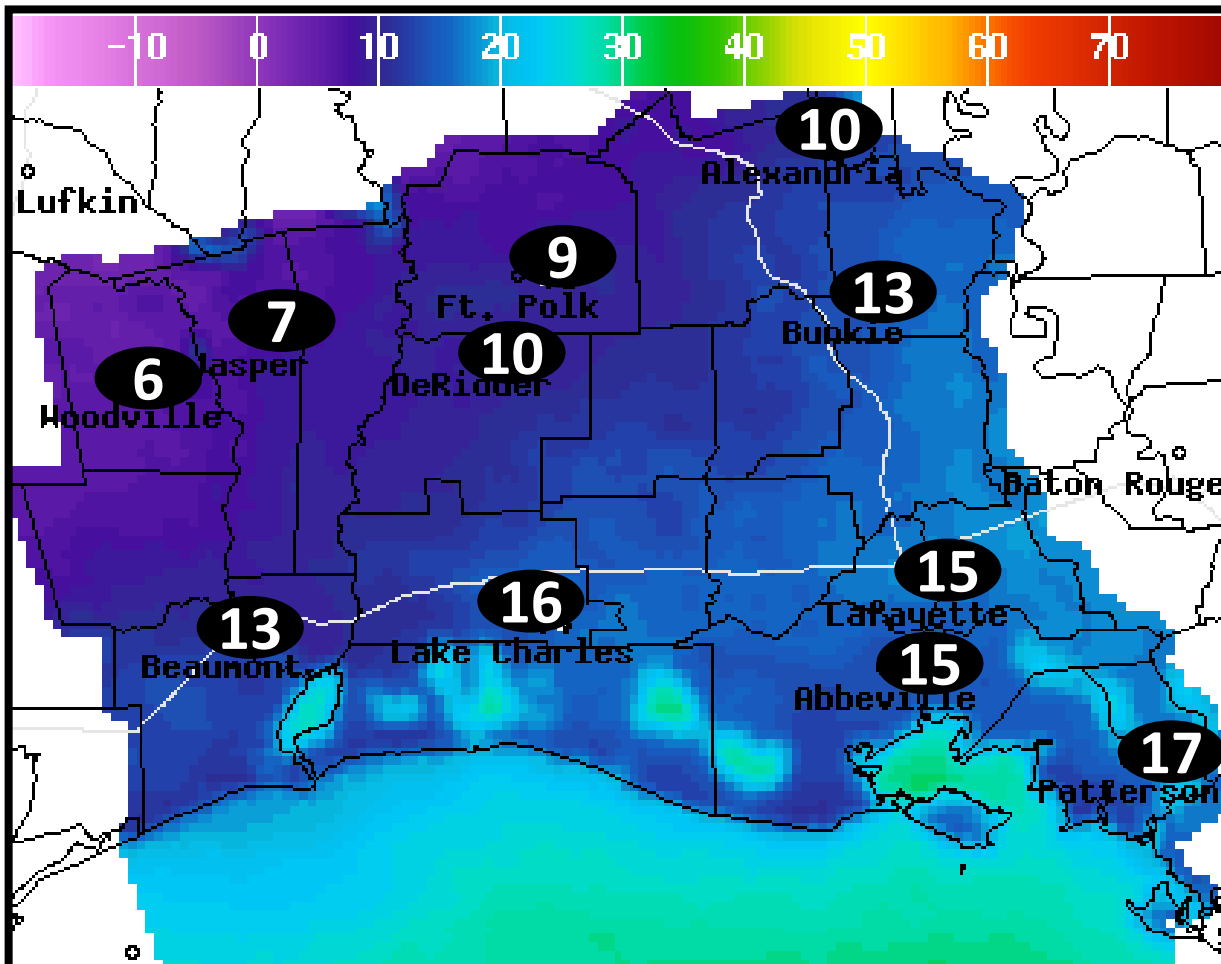 -10 0 10 20 30 40 50 60 70
10
Alexandria
Lufkin
9
Ft. Polk
13
Bunkie
7
Jasper
10
DeRidder
6
Woodville
Baton Rouge
15
Lafayette
16
Lake Charles
13
Beaumont
15
Abbeville
17
Patterson